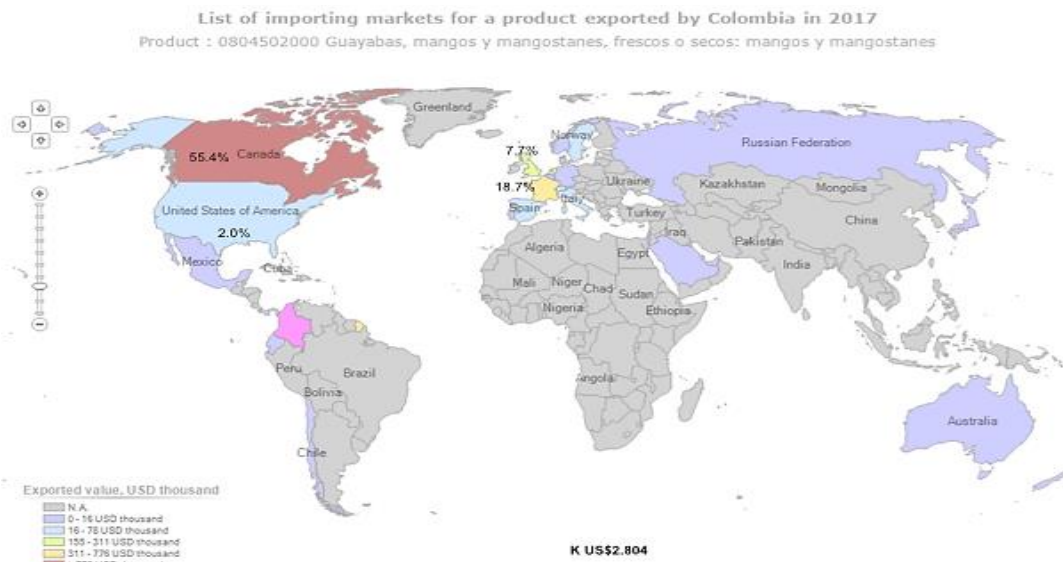 List of importing markets for a product exported by Colombia in 2017
Product : 0804502000 Guayabas, mangos y mangostanes, frescos o secos: mangos y mangostanes
Greenland
Norway
Russian Federation
7.7%
55.4% Canada
18.7%
Ukraine
Kazakhstan
Mongolia
Spain
Italy
United States of America
Turkey
China
2.0%
Iraq
Pakistan
Algeria
Egypt
Mexico
Cuba
India
Mali
Niger
Chad
Sudan
Nigeria
Ethiopia
Peru
Brazil
Angola
Bolivia
Australia
Chile
Exported value, USD thousand
N.A.
0 - 16 USD thousand
16 - 78 USD thousand
155 - 311 USD thousand
311 - 776 USD thousand
K US$2.804